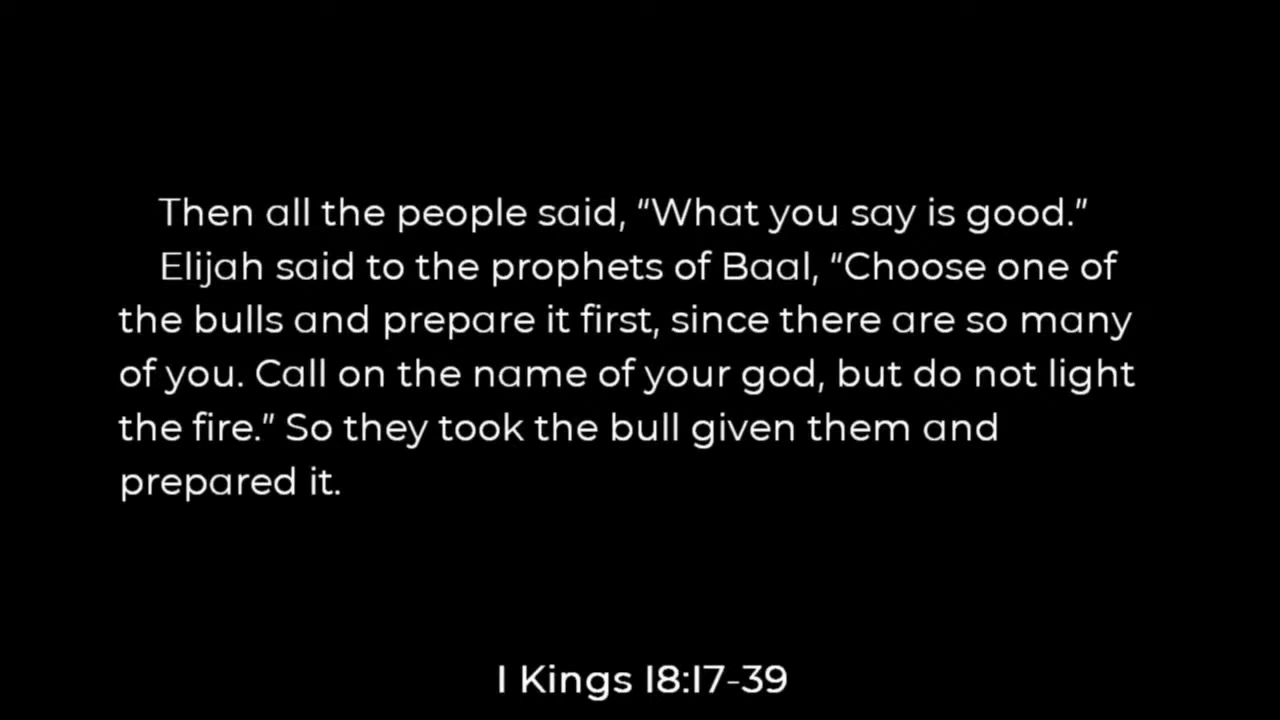 Then all the people said, “What you say is good.”
Elijah said to the prophets of Baal, “Choose one of
the bulls and prepare it first, since there are so many
of you. Call on the name of your god, but do not light
the fire.” So they took the bull given them and
prepared it.
1 Kings 18:17-39